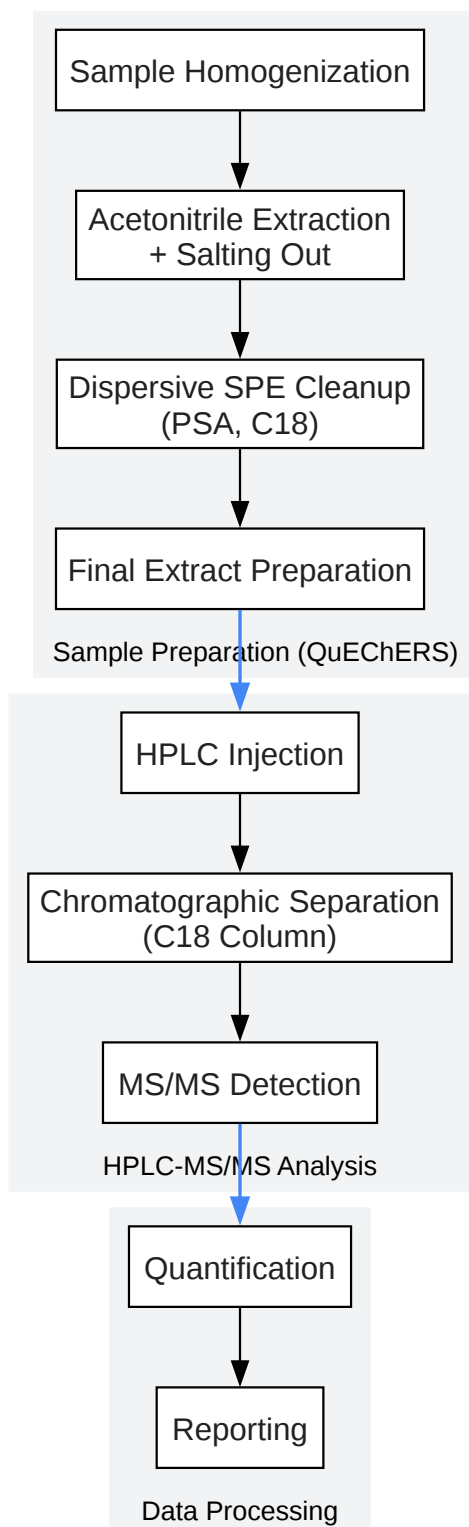 Sample Homogenization
Acetonitrile Extraction
+ Salting Out
Dispersive SPE Cleanup
(PSA, C18)
Final Extract Preparation
Sample Preparation (QuEChERS)
HPLC Injection
Chromatographic Separation
(C18 Column)
MS/MS Detection
HPLC-MS/MS Analysis
Quantification
Reporting
Data Processing